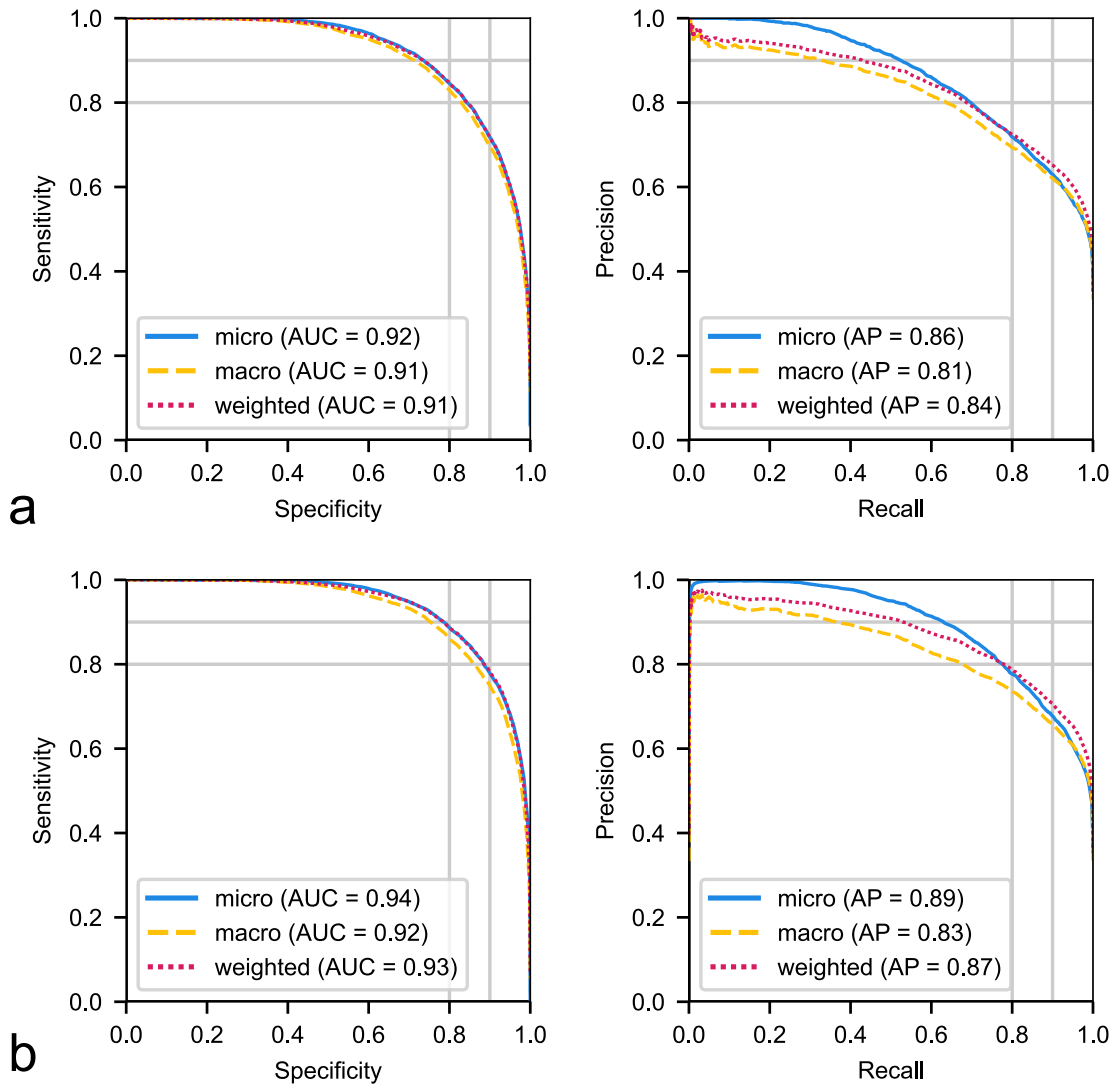 1.0
0.8
0.6
0.4
0.2
0.0
Sensitivity
micro (AUC = 0.92)
macro (AUC = 0.91)
weighted (AUC = 0.91)
0.0 0.2 0.4 0.6 0.8 1.0
Specificity
1.0
0.8
0.6
0.4
0.2
0.0
Precision
micro (AP = 0.86)
macro (AP = 0.81)
weighted (AP = 0.84)
0.0 0.2 0.4 0.6 0.8 1.0
Recall
a
1.0
0.8
0.6
0.4
0.2
0.0
Sensitivity
micro (AUC = 0.94)
macro (AUC = 0.92)
weighted (AUC = 0.93)
0.0 0.2 0.4 0.6 0.8 1.0
Specificity
1.0
0.8
0.6
0.4
0.2
0.0
Precision
micro (AP = 0.89)
macro (AP = 0.83)
weighted (AP = 0.87)
0.0 0.2 0.4 0.6 0.8 1.0
Recall
b